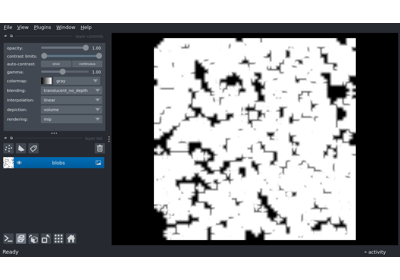 File View Plugins Window Help
opacity: 1.00
contrast limits:
auto-contrast: once continuous
gamma: 1.00
colormap: gray
blending: translucent_no_depth
interpolation: linear
depiction: volume
rendering: mip
blobs
Ready
activity